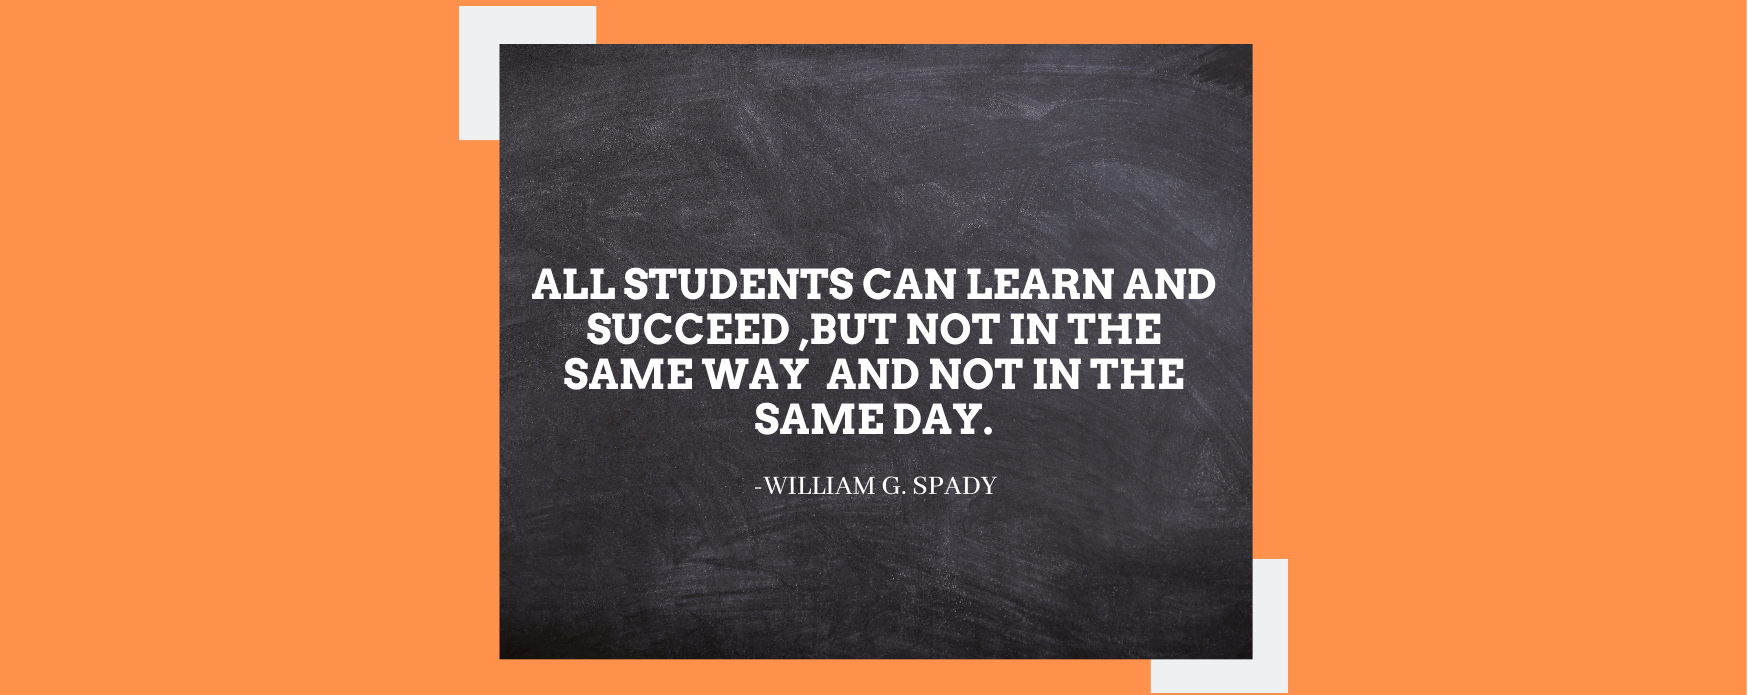 ALL STUDENTS CAN LEARN AND
SUCCEED ,BUT NOT IN THE
SAME WAY  AND NOT IN THE
SAME DAY.
-WILLIAM G. SPADY